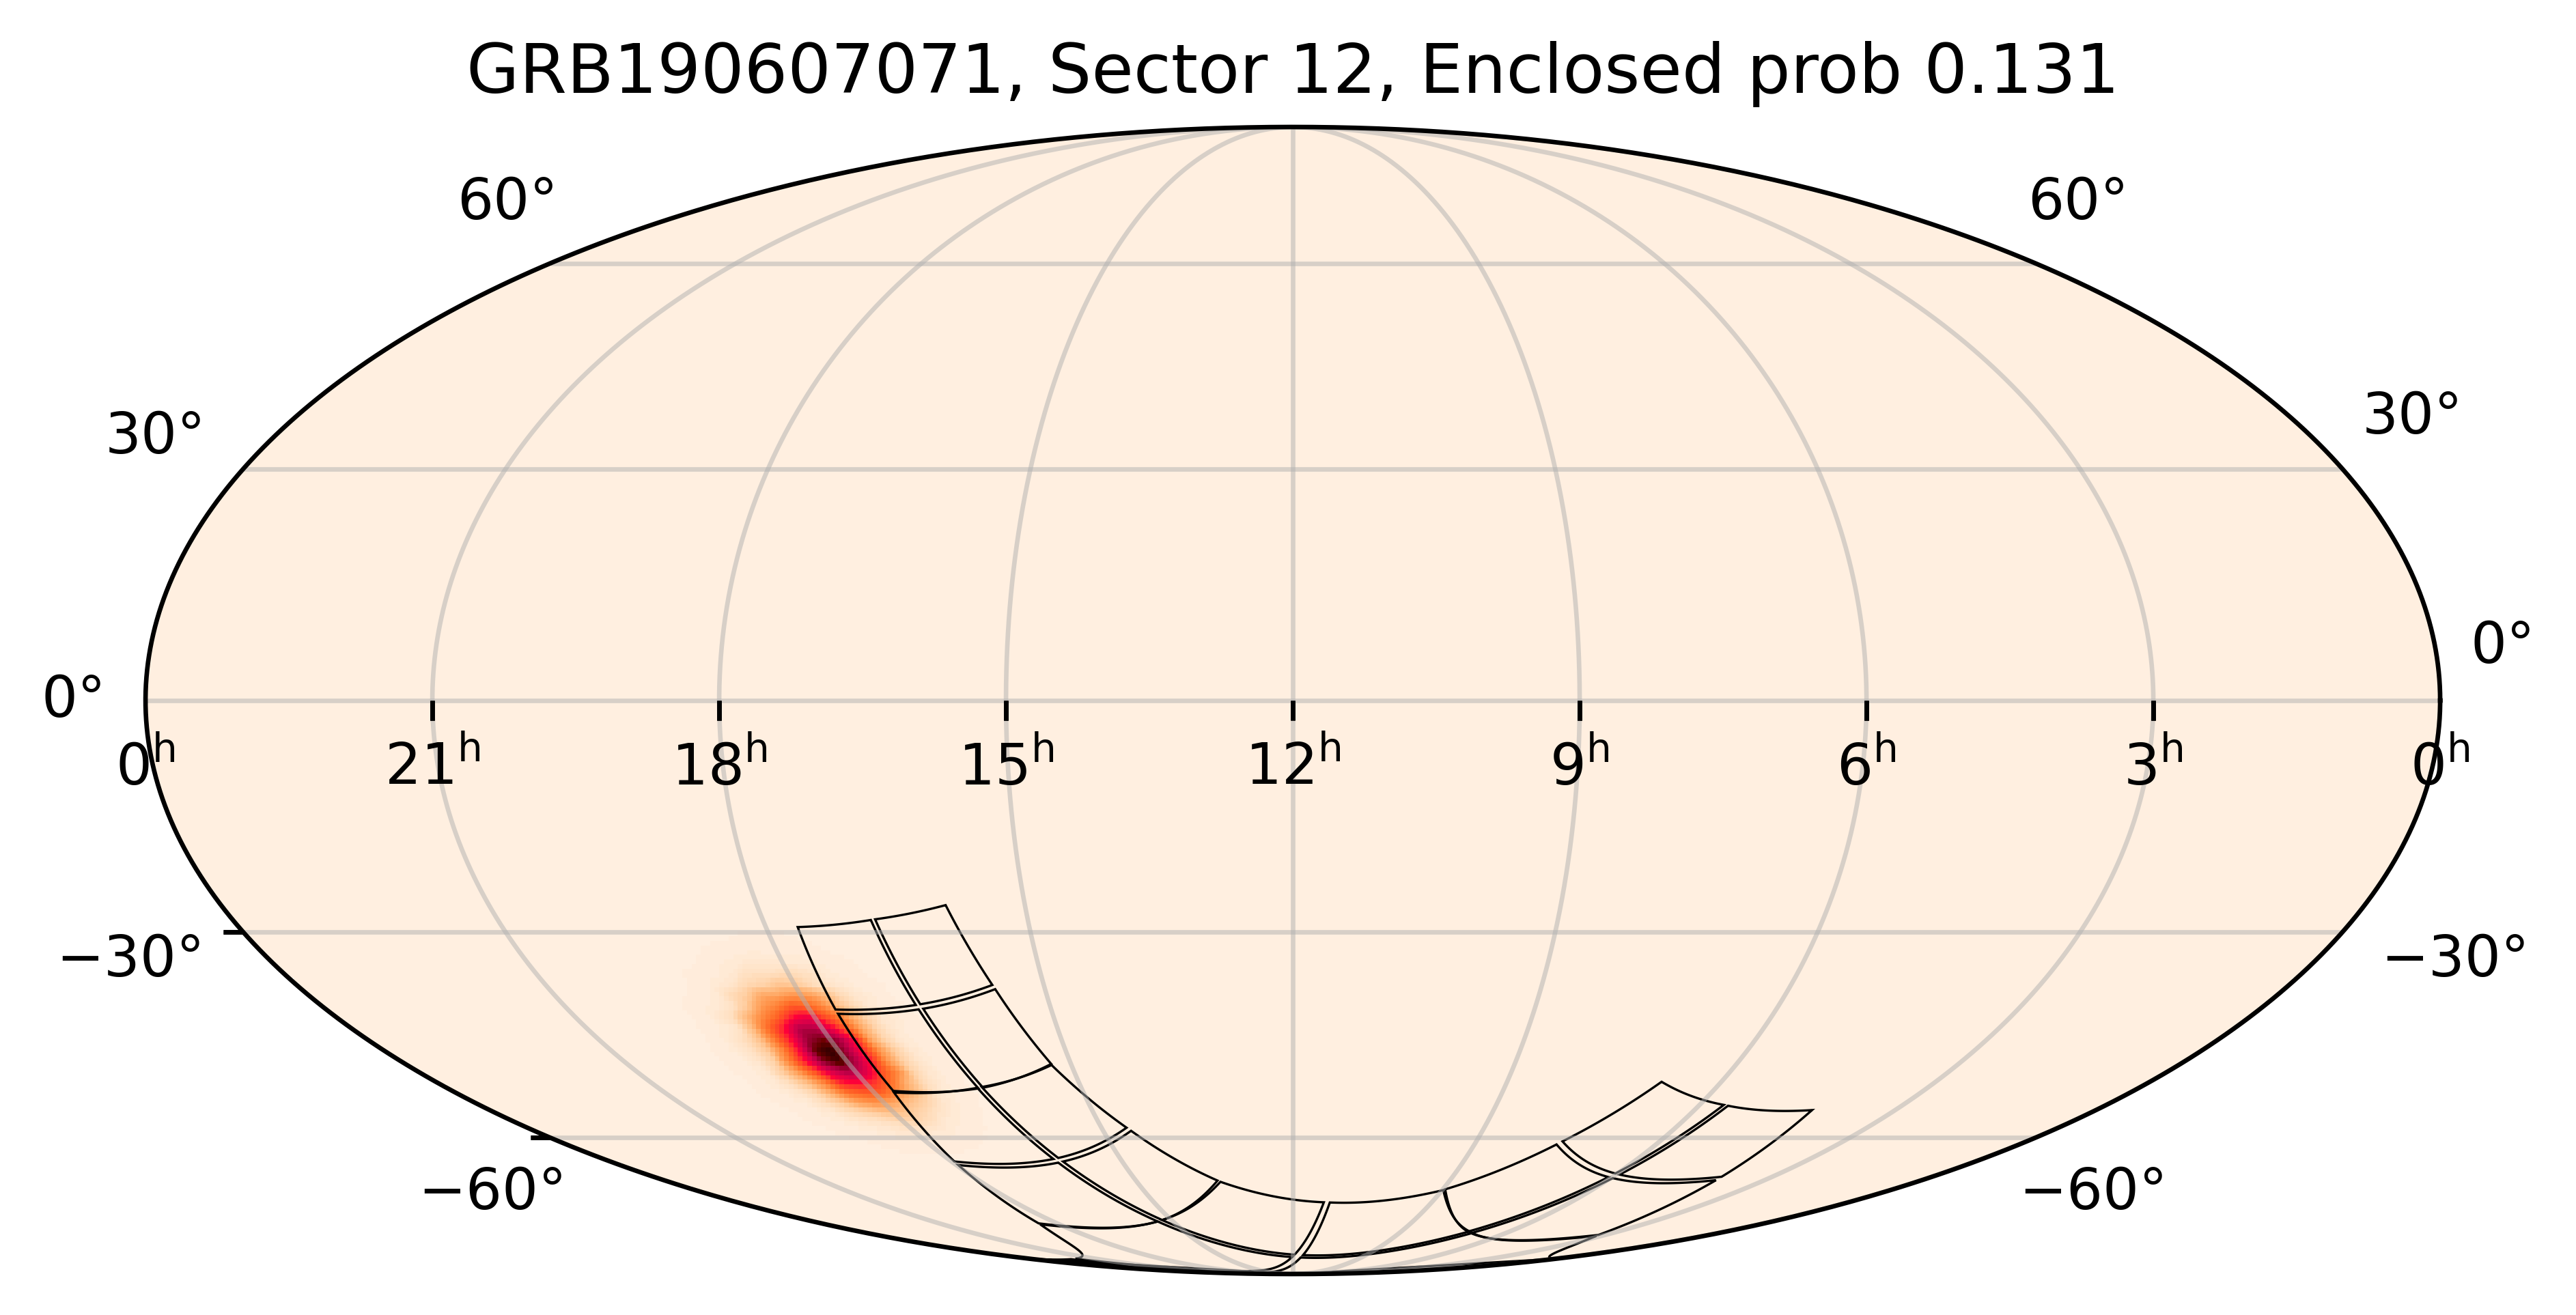 GRB190607071, Sector 12, Enclosed prob 0.131
60° 60°
30° 30°
0° 0°
0ʰ 21ʰ 18ʰ 15ʰ 12ʰ 9ʰ 6ʰ 3ʰ 0ʰ
−30° −30°
−60° −60°